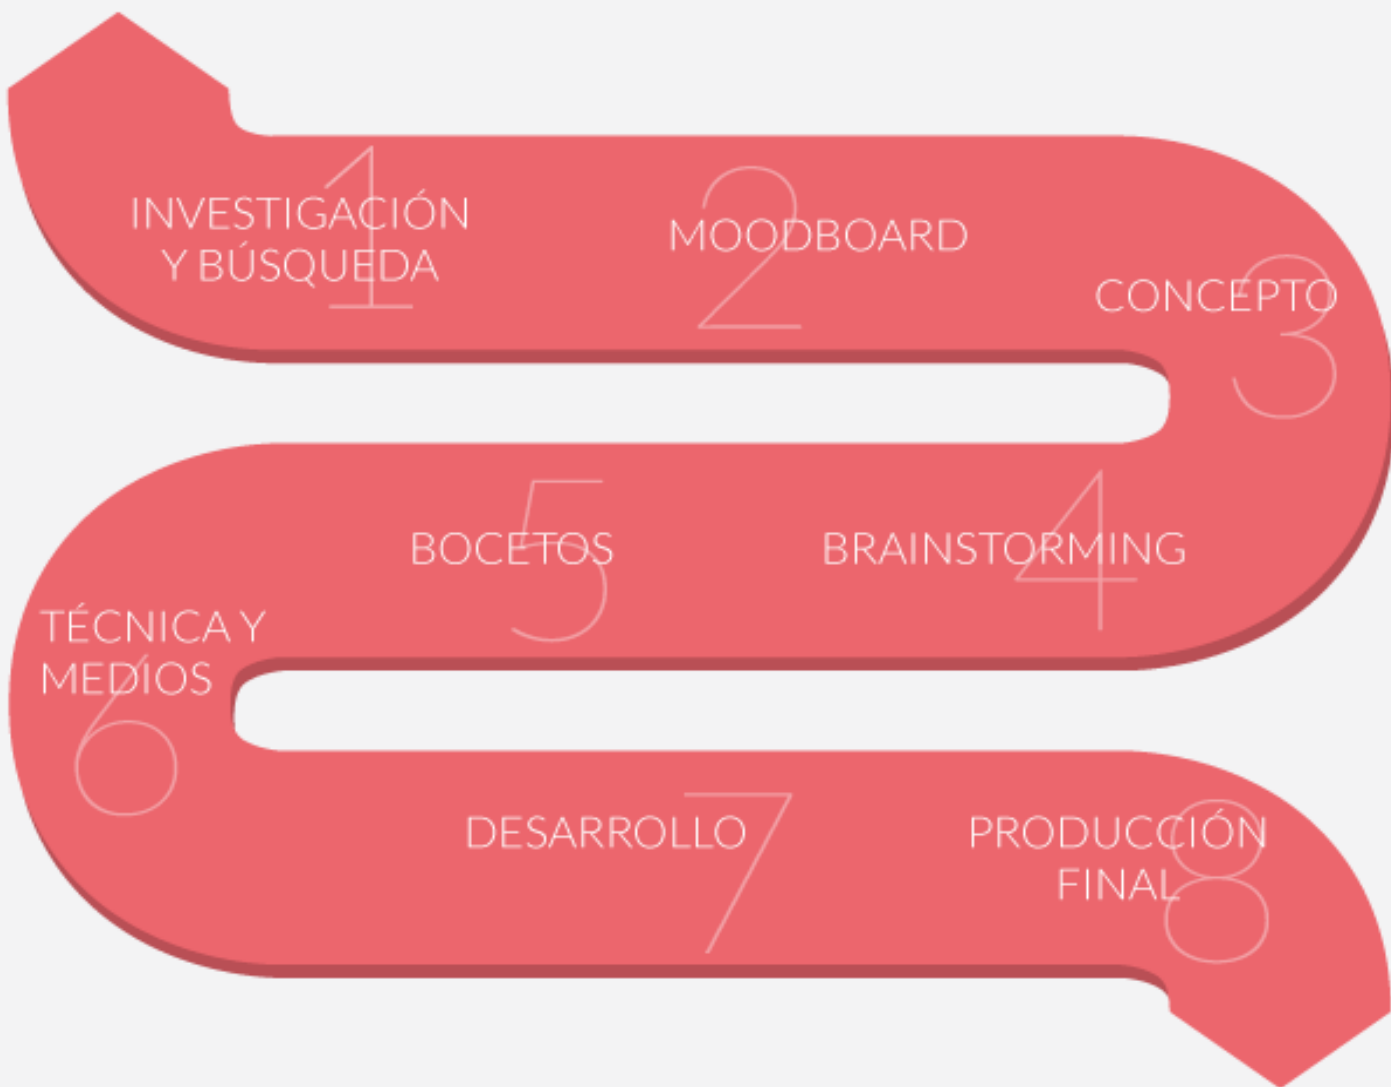 1
INVESTIGACIÓN
Y BÚSQUEDA
2
MOODBOARD
3
CONCEPTO
4
BRAINSTORMING
5
BOCETOS
6
TÉCNICA Y
MEDIOS
7
DESARROLLO
8
PRODUCCIÓN
FINAL